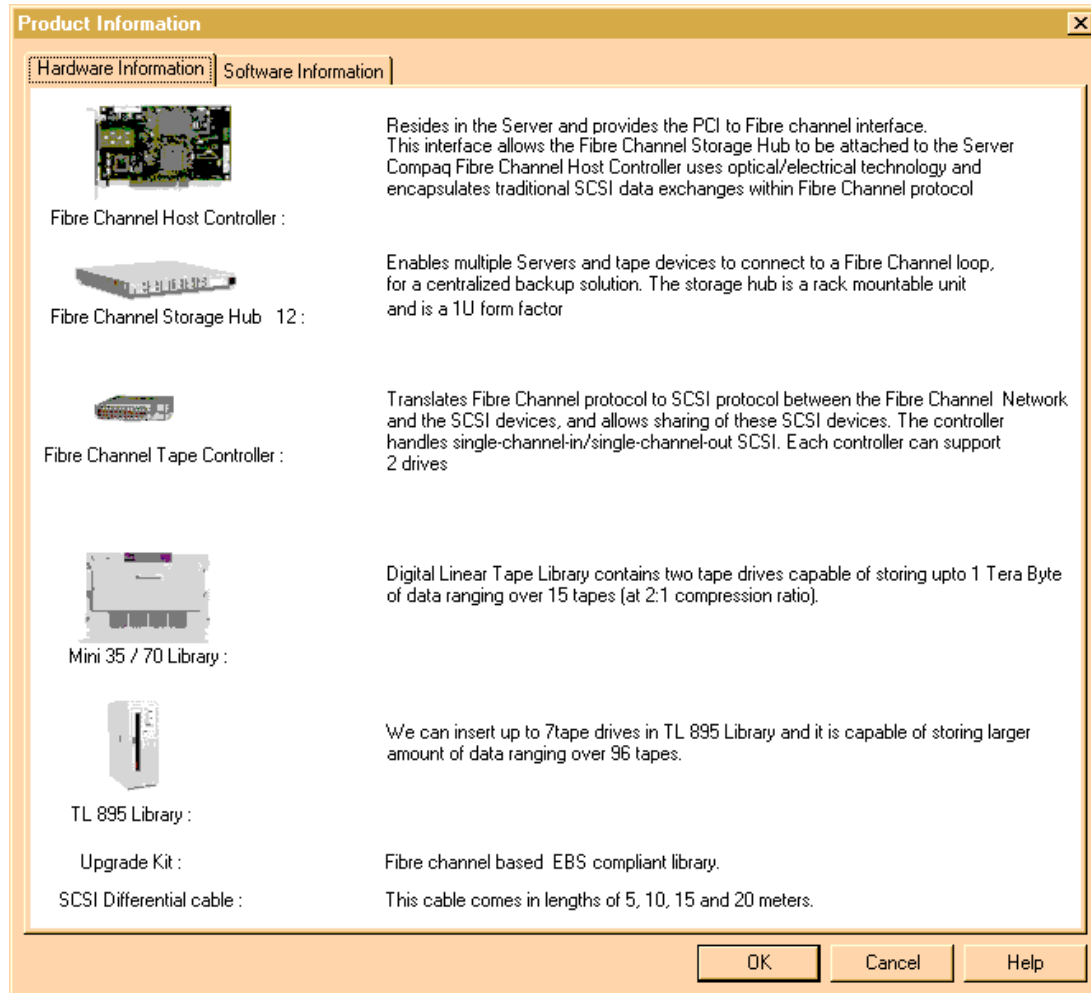 Product Information
Hardware Information
Software Information
Resides in the Server and provides the PCI to Fibre channel interface.
This interface allows the Fibre Channel Storage Hub to be attached to the Server
Compaq Fibre Channel Host Controller uses optical/electrical technology and
encapsulates traditional SCSI data exchanges within Fibre Channel protocol
Fibre Channel Host Controller :
Enables multiple Servers and tape devices to connect to a Fibre Channel loop,
for a centralized backup solution. The storage hub is a rack mountable unit
and is a 1U form factor
Fibre Channel Storage Hub 12 :
Translates Fibre Channel protocol to SCSI protocol between the Fibre Channel Network
and the SCSI devices, and allows sharing of these SCSI devices. The controller
handles single-channel-in/single-channel-out SCSI. Each controller can support
2 drives
Fibre Channel Tape Controller :
Digital Linear Tape Library contains two tape drives capable of storing upto 1 Tera Byte
of data ranging over 15 tapes (at 2:1 compression ratio).
Mini 35 / 70 Library :
We can insert up to 7tape drives in TL 895 Library and it is capable of storing larger
amount of data ranging over 96 tapes.
TL 895 Library :
Upgrade Kit :
Fibre channel based EBS compliant library.
SCSI Differential cable :
This cable comes in lengths of 5, 10, 15 and 20 meters.
OK
Cancel
Help